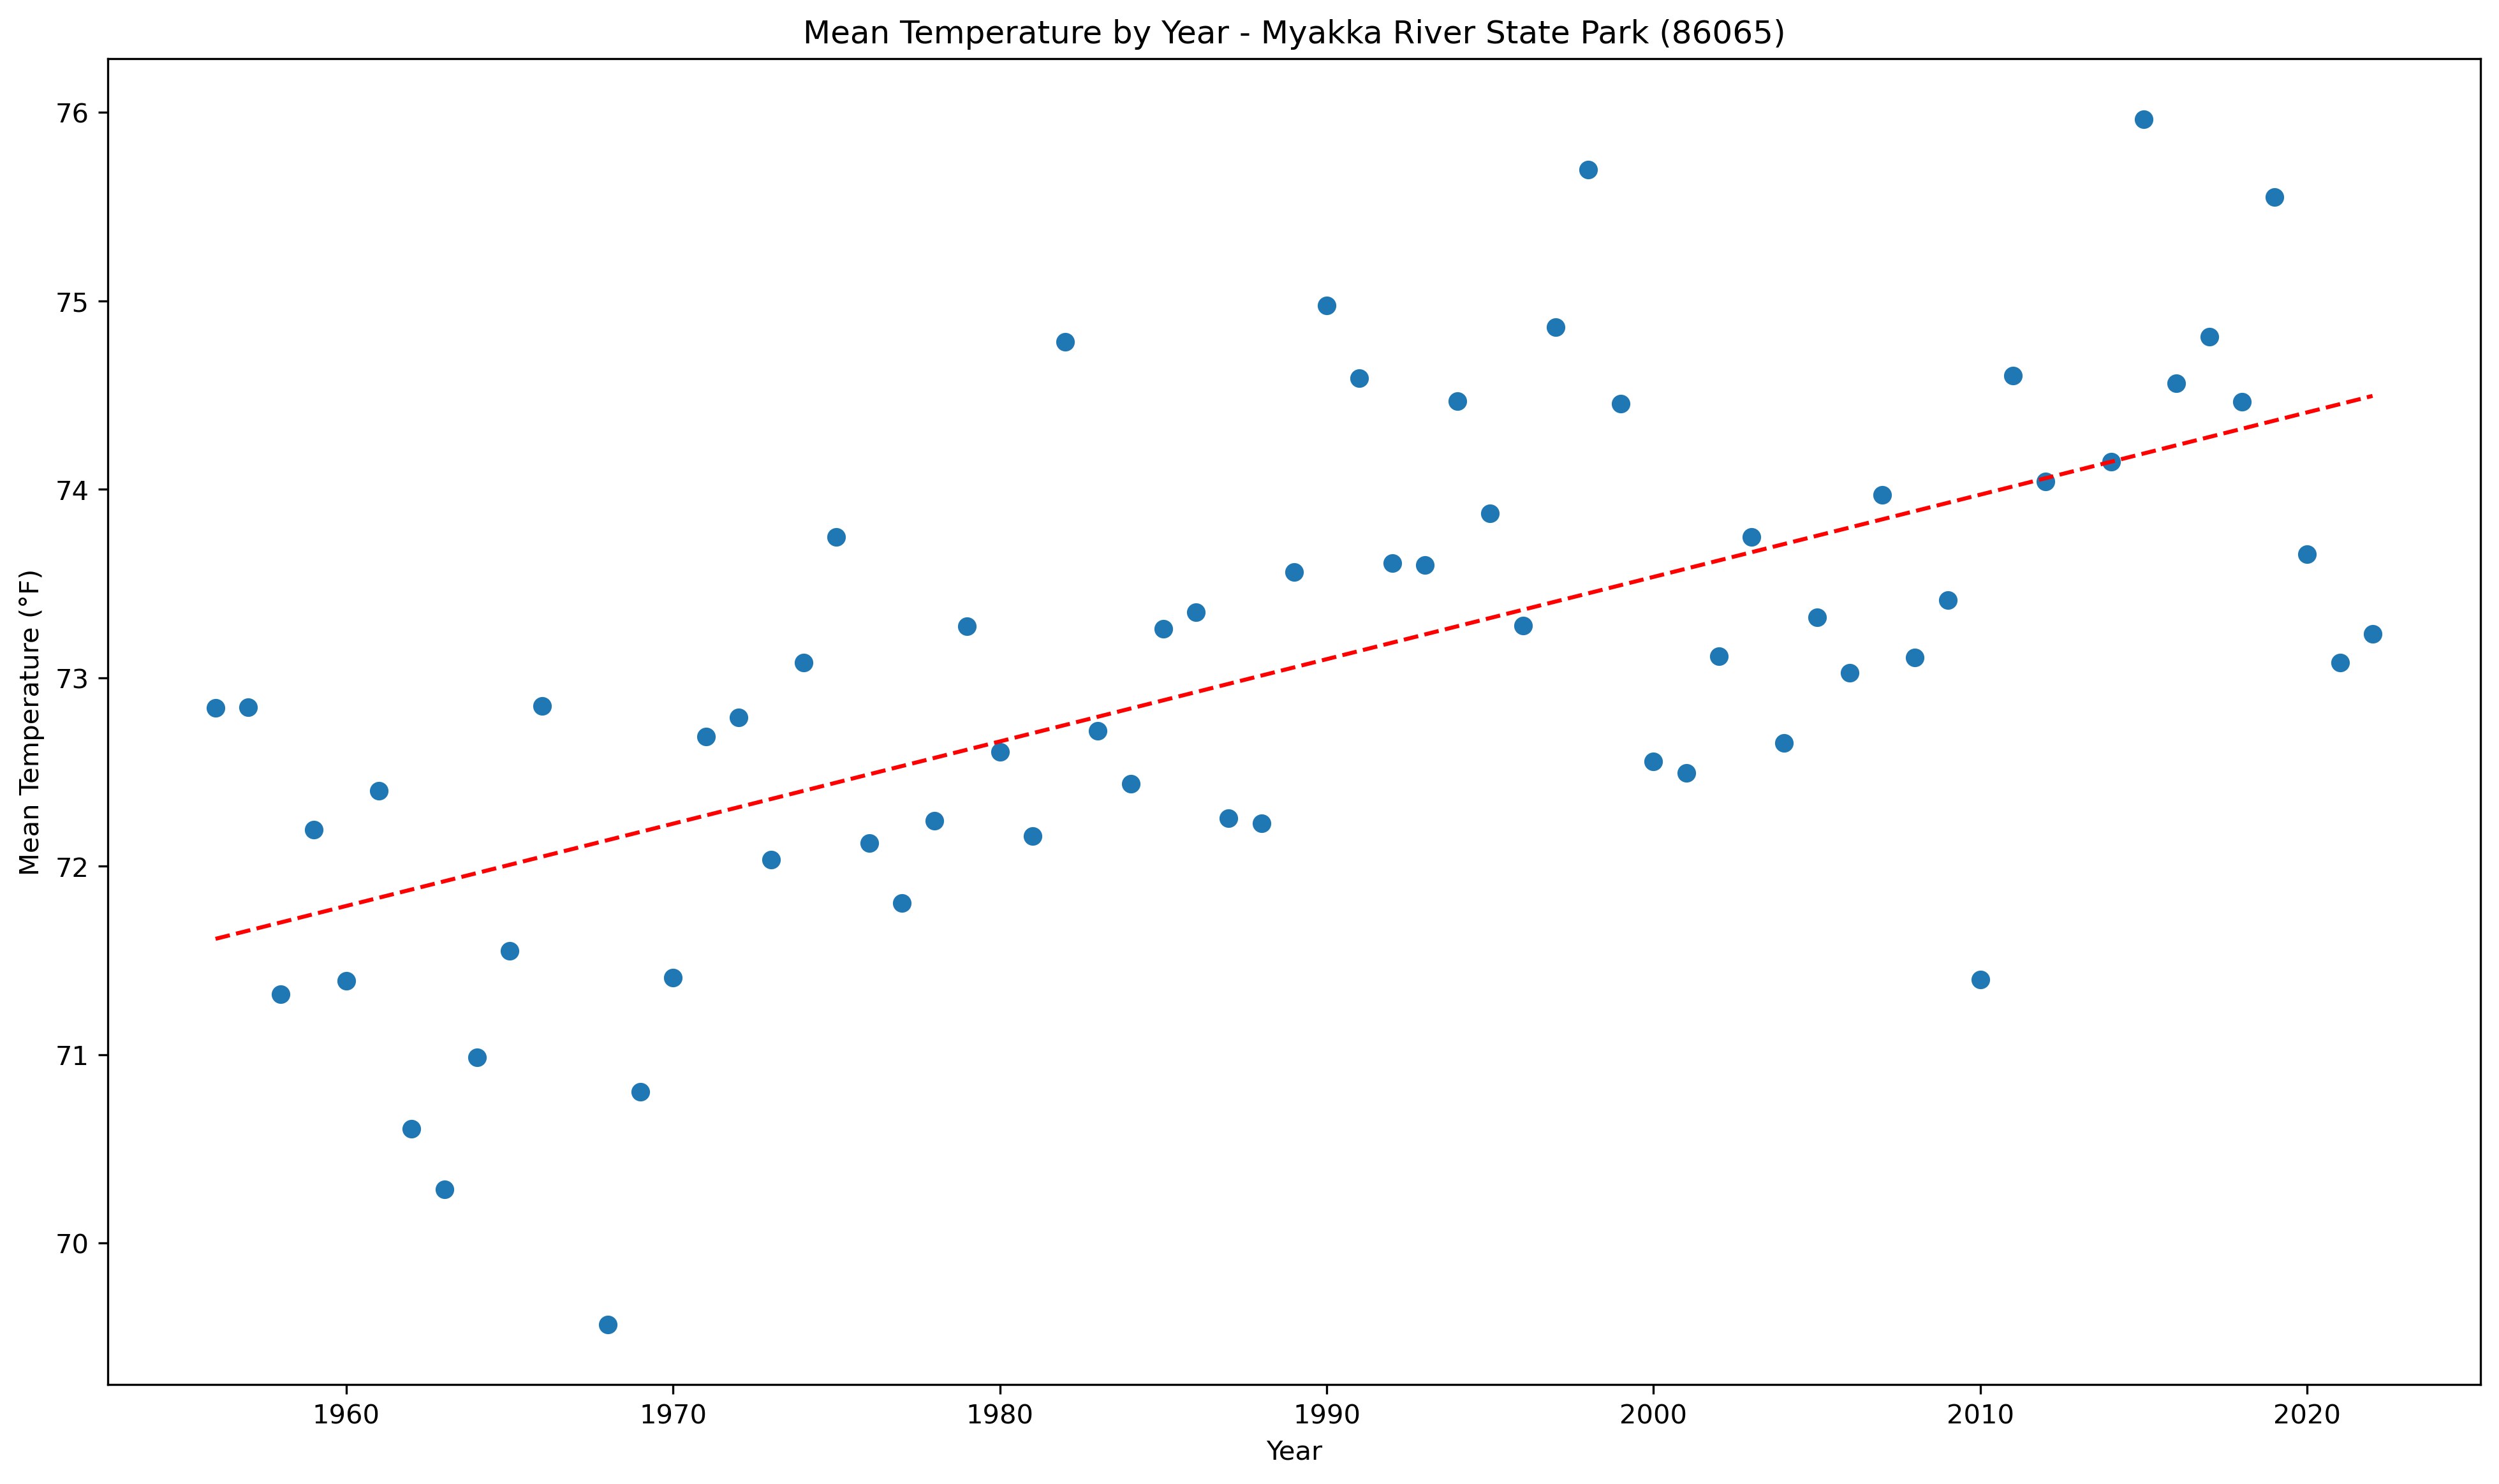 Mean Temperature by Year - Myakka River State Park (86065)
Mean Temperature (°F)
76
75
74
73
72
71
70
1960 1970 1980 1990 2000 2010 2020
Year